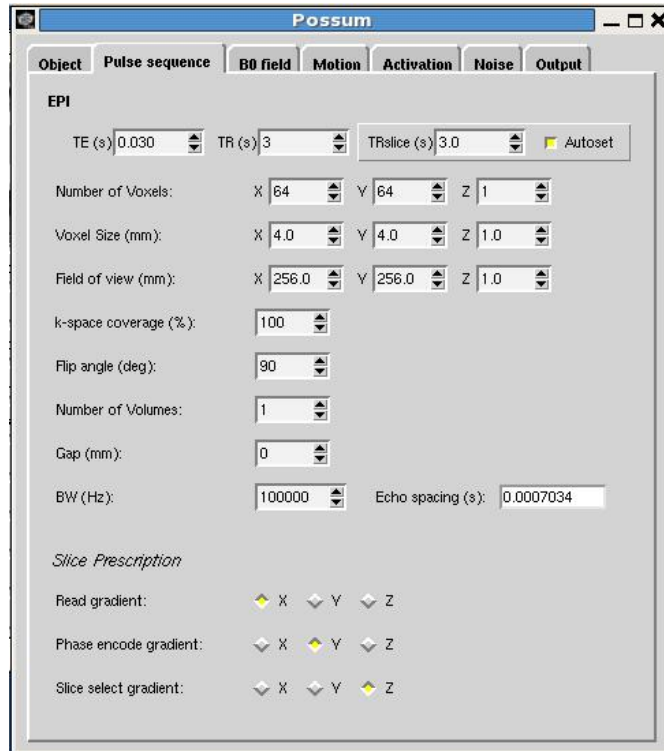 Possum
Object Pulse sequence B0 field Motion Activation Noise Output
EPI
TE (s) 0.030 TR (s) 3 TRslice (s) 3.0 Autoset
Number of Voxels: X 64 Y 64 Z 1
Voxel Size (mm): X 4.0 Y 4.0 Z 1.0
Field of view (mm): X 256.0 Y 256.0 Z 1.0
k-space coverage (%): 100
Flip angle (deg): 90
Number of Volumes: 1
Gap (mm): 0
BW (Hz): 100000 Echo spacing (s): 0.0007034
Slice Prescription
Read gradient: X Y Z
Phase encode gradient: X Y Z
Slice select gradient: X Y Z